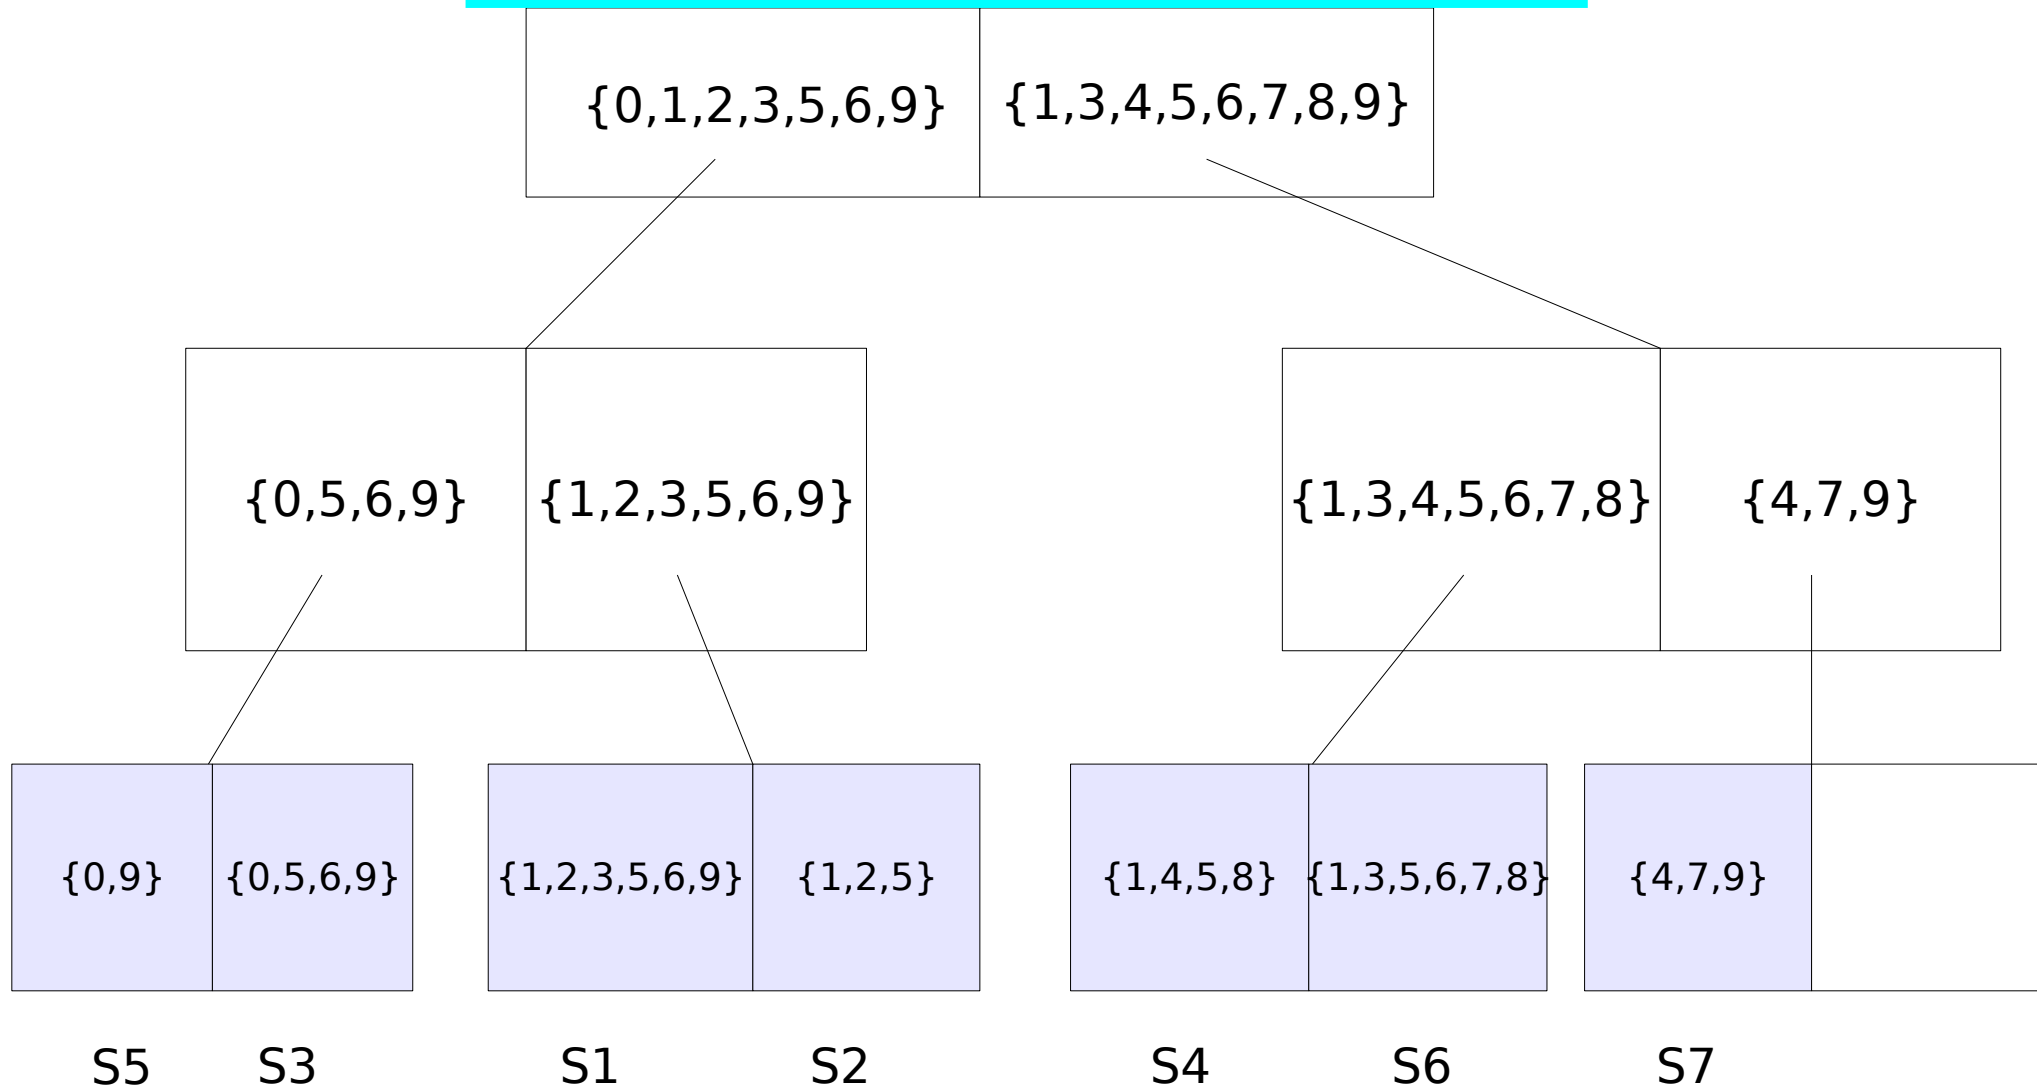 {0,1,2,3,5,6,9} {1,3,4,5,6,7,8,9}
{0,5,6,9} {1,2,3,5,6,9} {1,3,4,5,6,7,8} {4,7,9}
{0,9} {0,5,6,9} {1,2,3,5,6,9} {1,2,5} {1,4,5,8} {1,3,5,6,7,8} {4,7,9}
S5 S3 S1 S2 S4 S6 S7